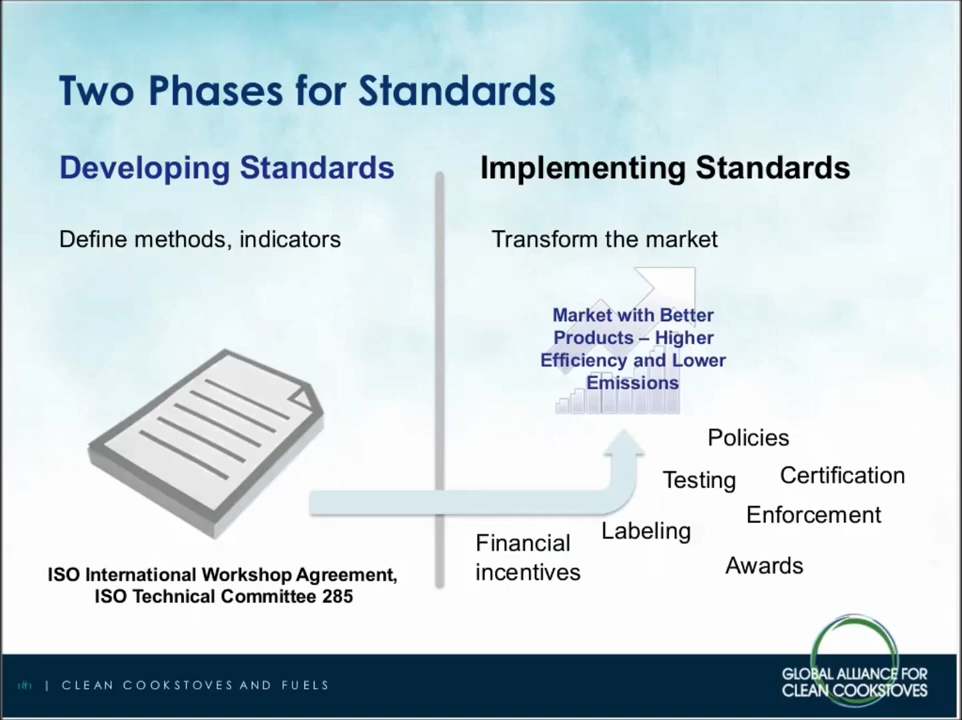 Two Phases for Standards
Developing Standards
Define methods, indicators
ISO International Workshop Agreement,
ISO Technical Committee 285
Implementing Standards
Transform the market
Market with Better
Products – Higher
Efficiency and Lower
Emissions
Policies
Testing
Certification
Enforcement
Labeling
Financial
incentives
Awards
‹#› | CLEAN COOKSTOVES AND FUELS
GLOBAL ALLIANCE FOR
CLEAN COOKSTOVES